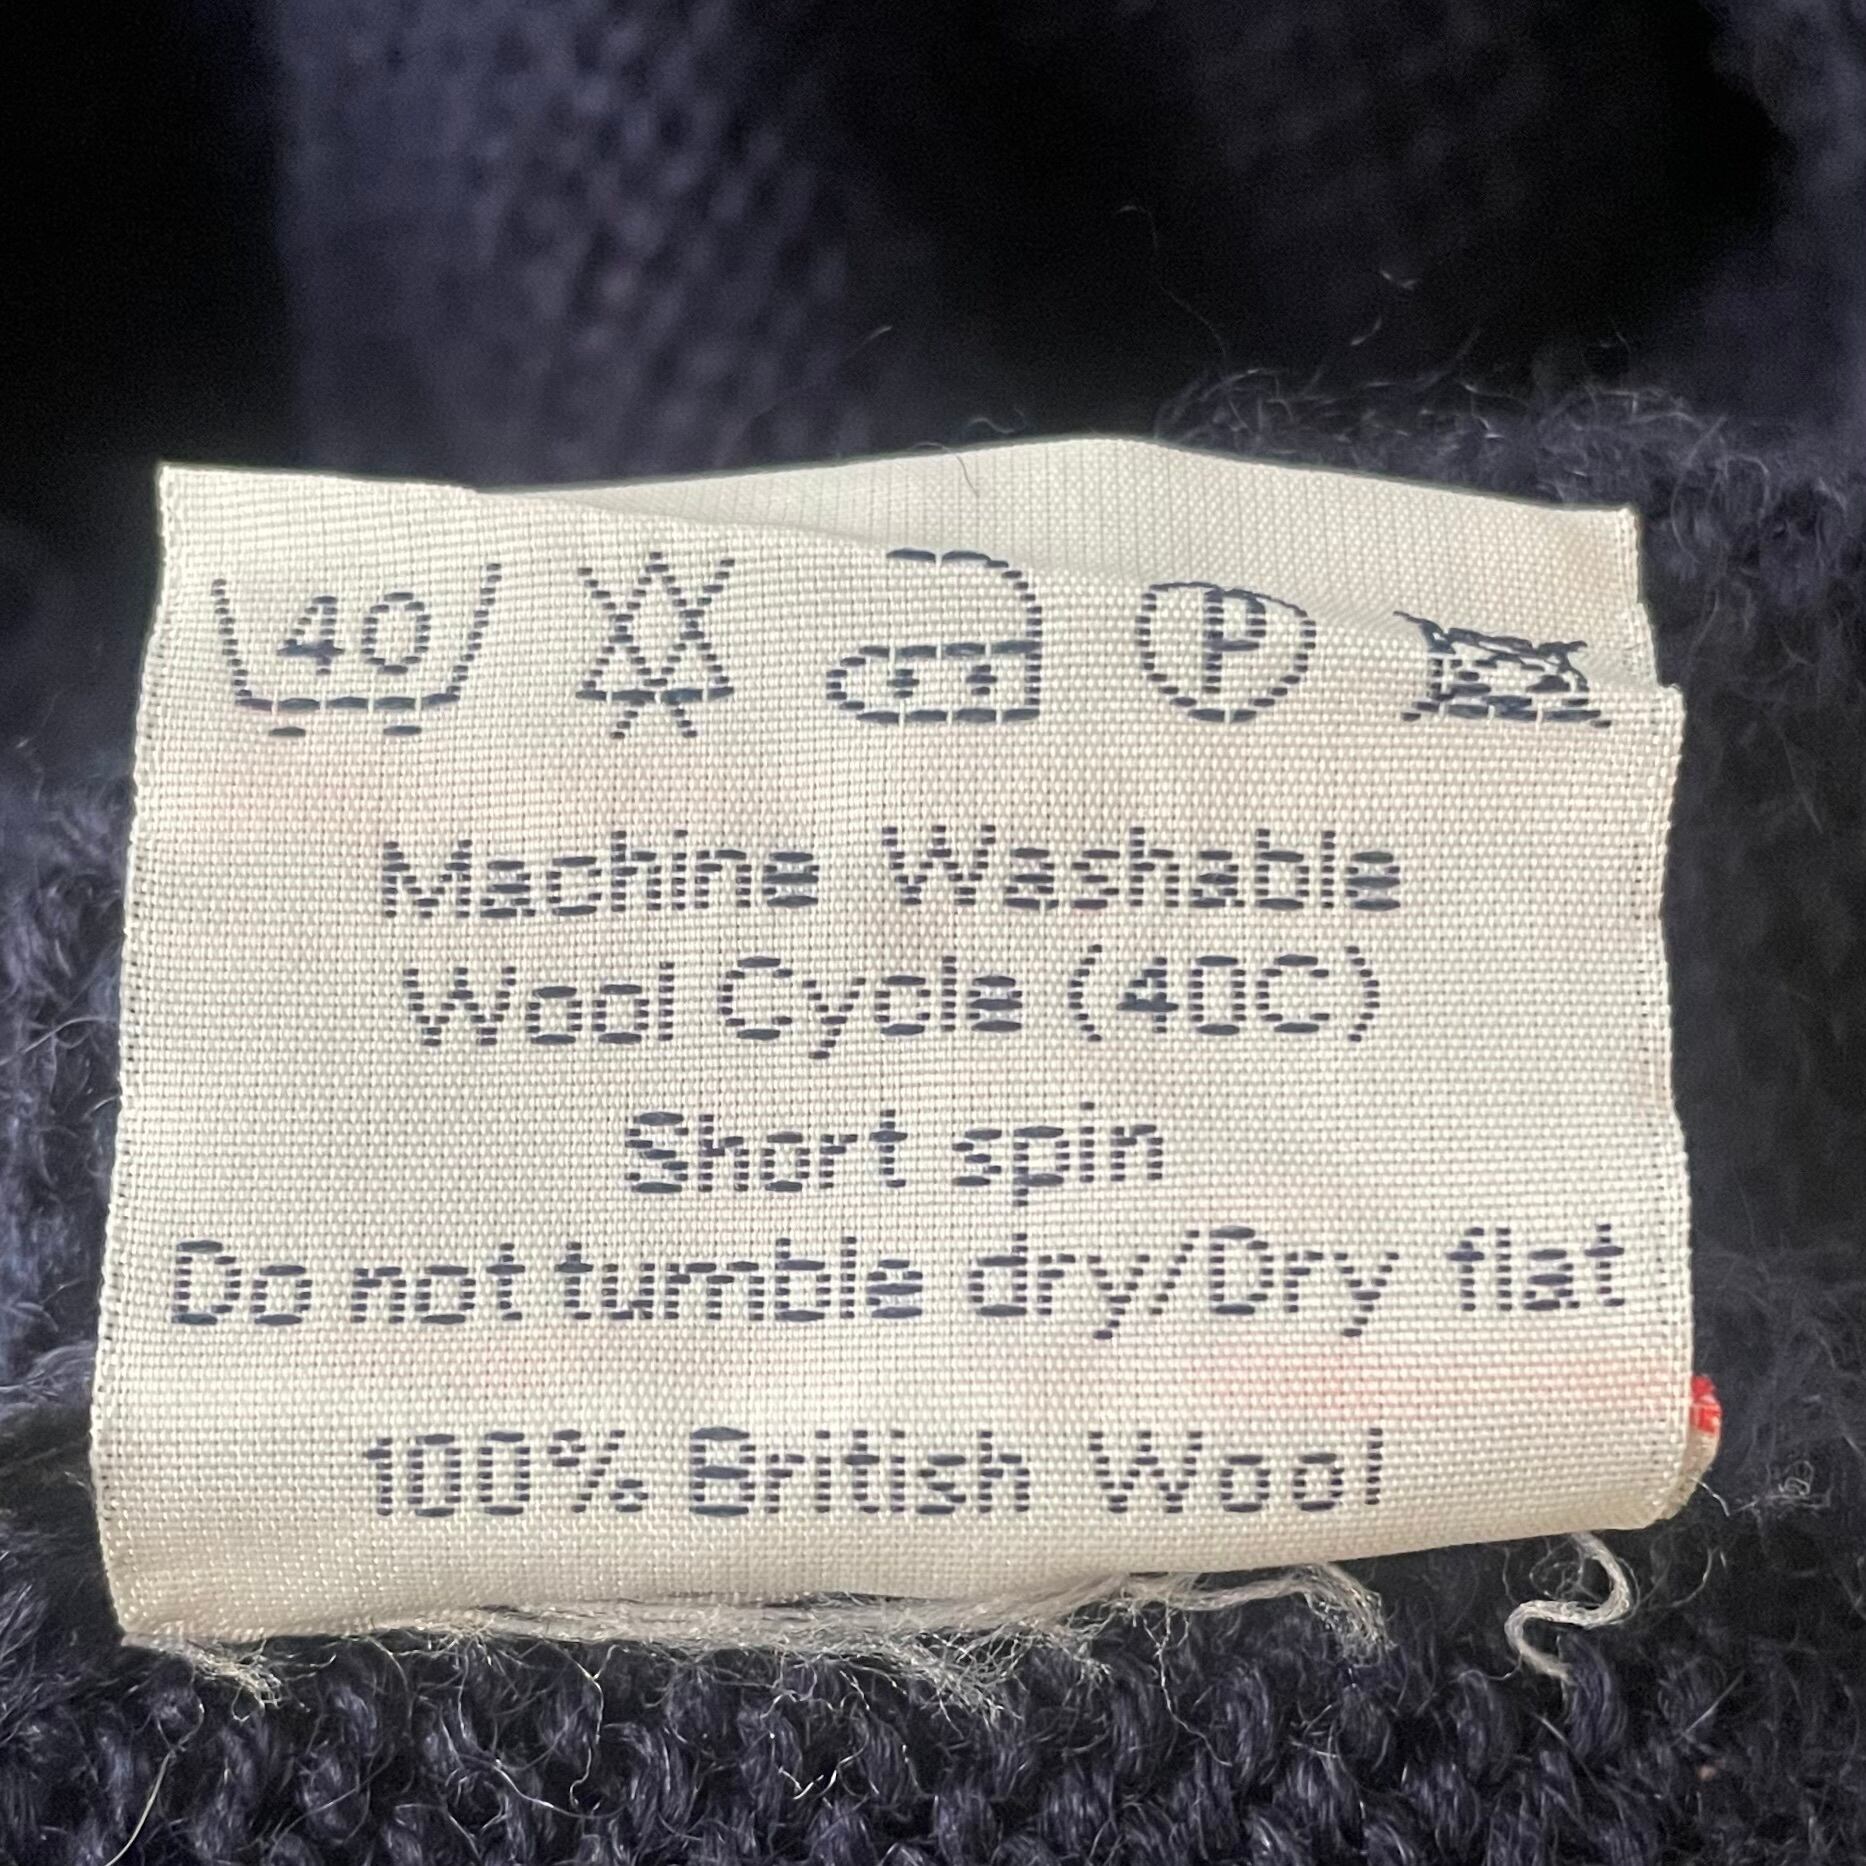 40 P
Machine Washable
Wool Cycle (40C)
Short spin
Do not tumble dry/Dry flat
100% British Wool